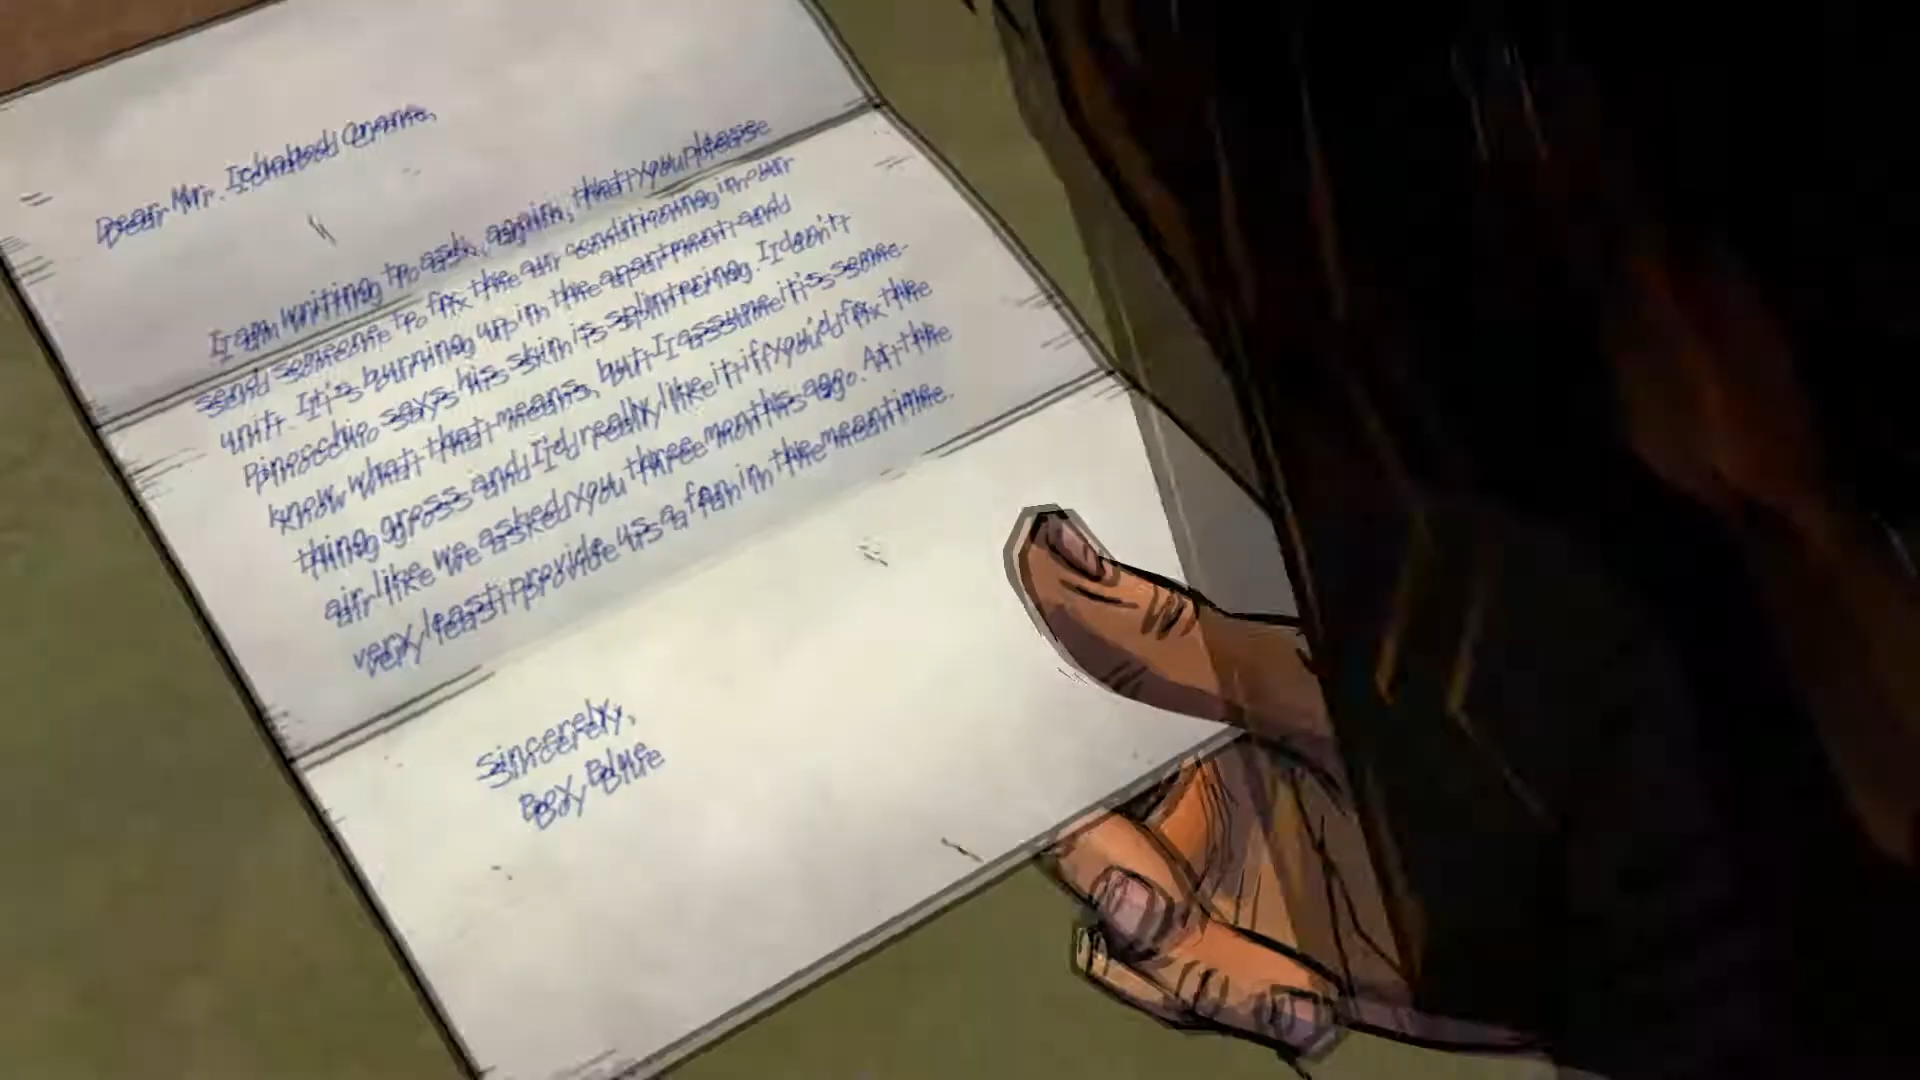 Dear Mr. Ichabod Crane,
I am writing to ask, again, that you please
send someone to fix the air conditioning in our
unit. It's burning up in the apartment and
Pinocchio says his skin is splintering. I don't
know what that means, but I assume it's some-
thing gross and I'd really like it if you'd fix the
air like we asked you three months ago. At the
very least provide us a fan in the meantime.
Sincerely,
Boy Blue